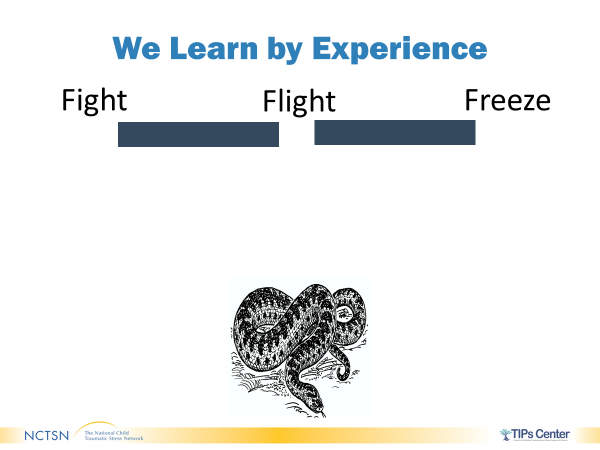 We Learn by Experience
Fight Flight Freeze
NCTSN
The National Child
Traumatic Stress Network
TIPs Center